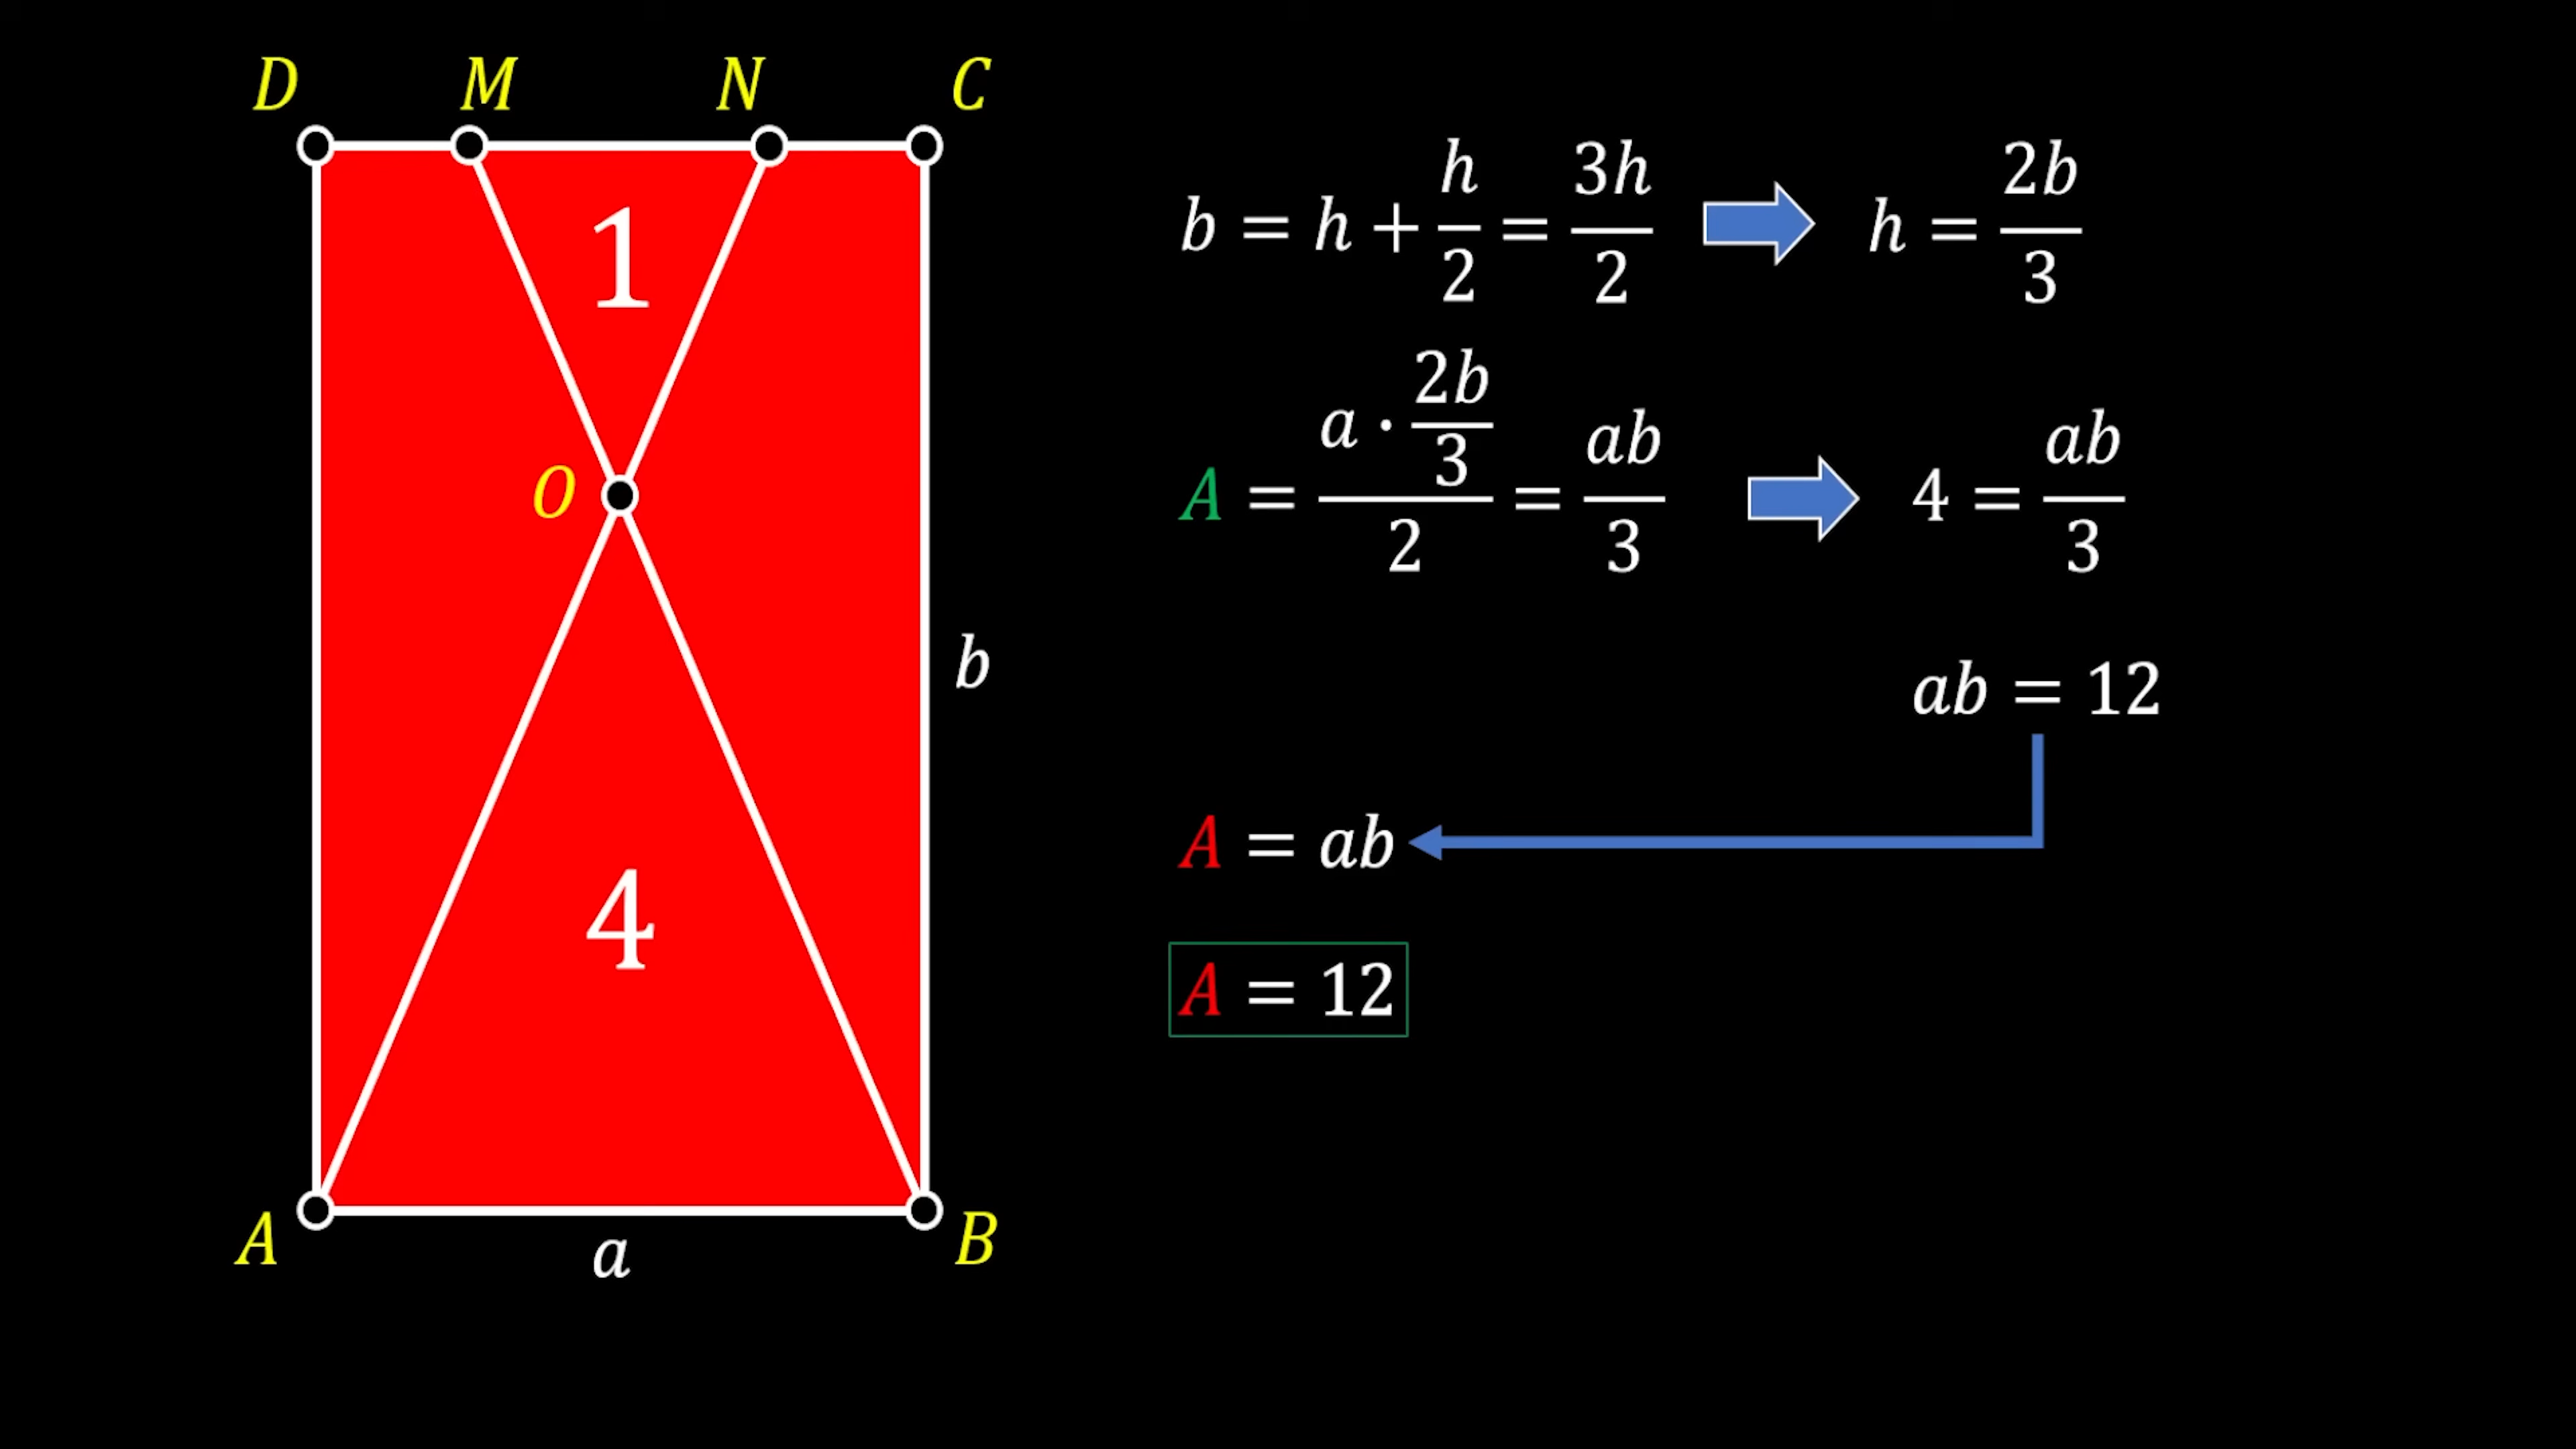 D M N C
1
O
b
4
A B
a
b = h + h/2 = 3h/2 ➡ h = 2b/3
A = (a · 2b/3)/2 = ab/3 ➡ 4 = ab/3
ab = 12
A = ab
A = 12